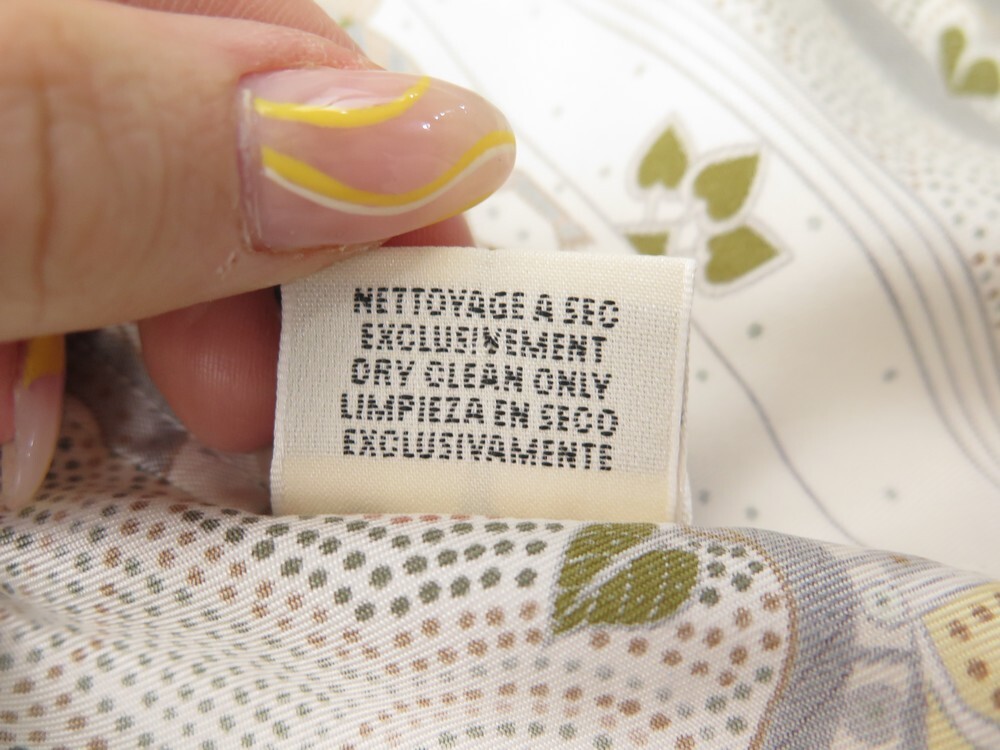 NETTOYAGE A SEC
EXCLUSIVEMENT
DRY CLEAN ONLY
LIMPIEZA EN SECO
EXCLUSIVAMENTE